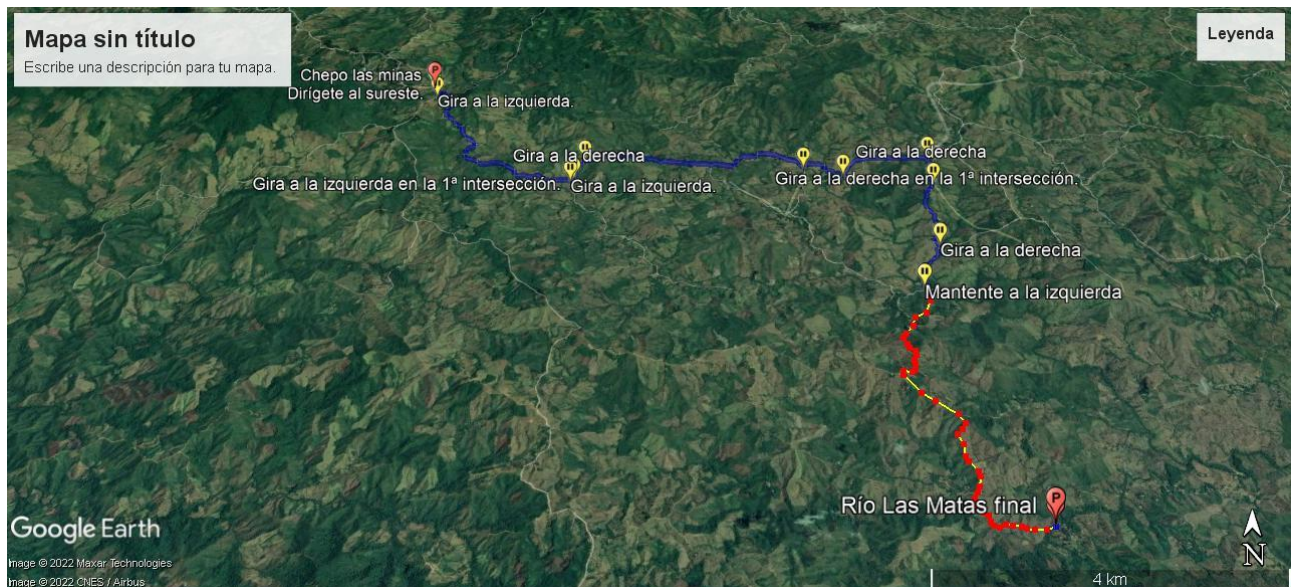 Mapa sin título
Escribe una descripción para tu mapa.
Leyenda
Chepo las minas
Dirígete al sureste.
Gira a la izquierda.
Gira a la derecha
Gira a la derecha
Gira a la izquierda en la 1ª intersección.
Gira a la izquierda.
Gira a la derecha en la 1ª intersección.
Gira a la derecha
Mantente a la izquierda
Río Las Matas final
Google Earth
Image © 2022 Maxar Technologies
Image © 2022 CNES / Airbus
N
4 km